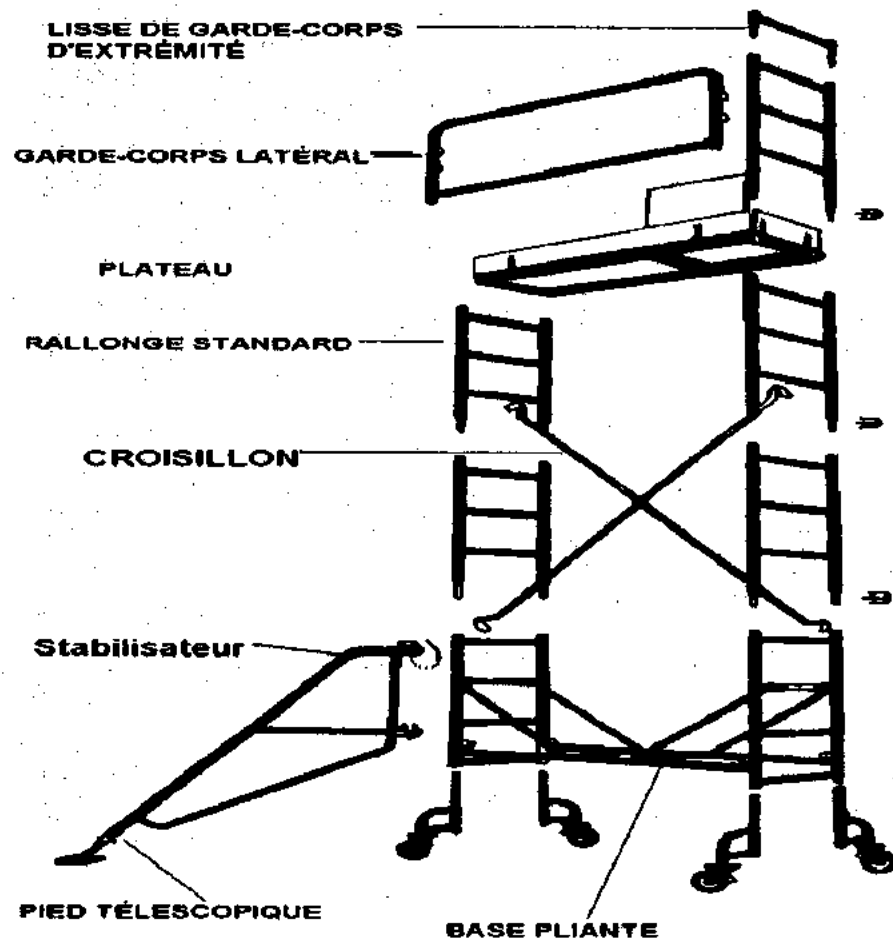 LISSE DE GARDE-CORPS
D'EXTRÉMITÉ
GARDE-CORPS LATÉRAL
PLATEAU
RALLONGE STANDARD
CROISILLON
Stabilisateur
PIED TÉLESCOPIQUE
BASE PLIANTE